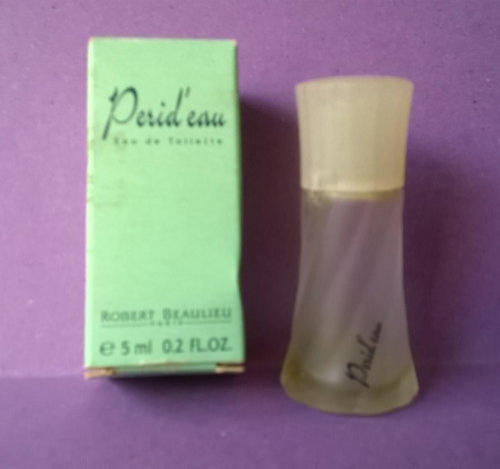 Perid'eau
Eau de Toilette
ROBERT BEAULIEU
PARIS
℮ 5 ml 0.2 FL.OZ.
Perid'eau